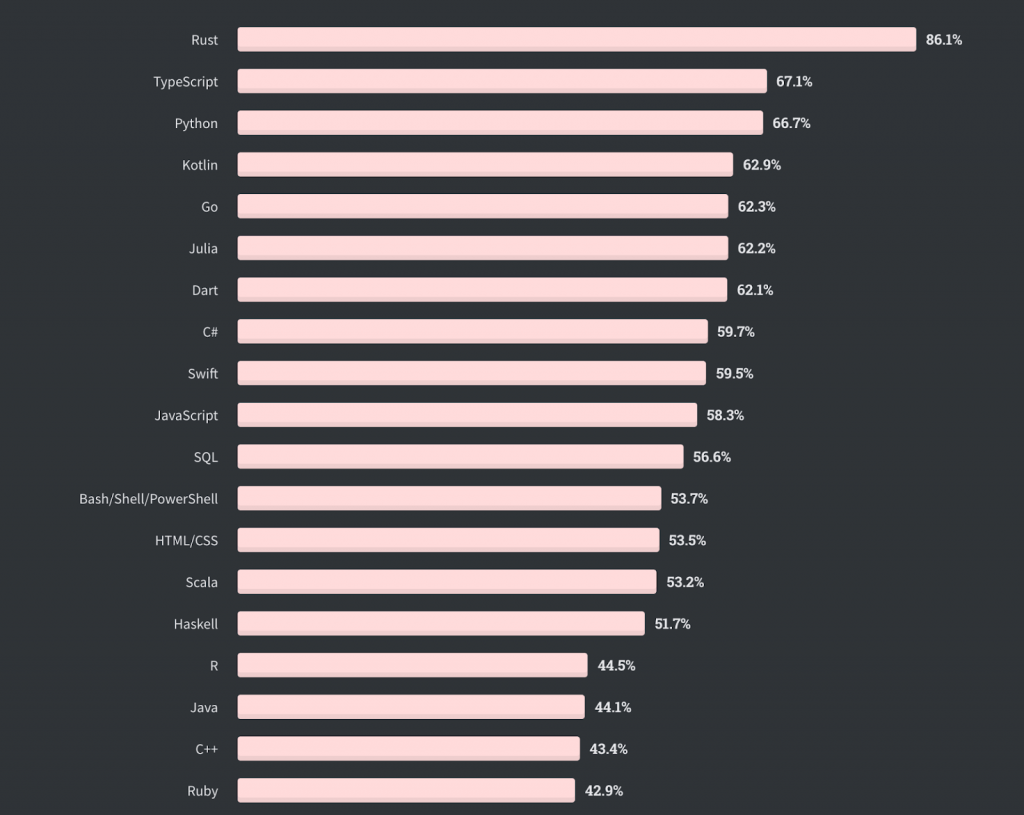 Rust 86.1%
TypeScript 67.1%
Python 66.7%
Kotlin 62.9%
Go 62.3%
Julia 62.2%
Dart 62.1%
C# 59.7%
Swift 59.5%
JavaScript 58.3%
SQL 56.6%
Bash/Shell/PowerShell 53.7%
HTML/CSS 53.5%
Scala 53.2%
Haskell 51.7%
R 44.5%
Java 44.1%
C++ 43.4%
Ruby 42.9%